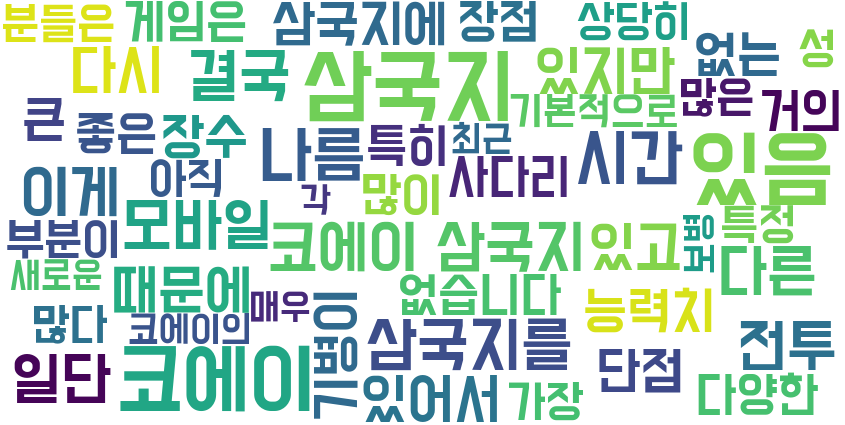 분들은 게임은 삼국지에 장점 상당히 없는 성
다시 결국 삼국지 있지만 많은 거의
큰 좋은 장수 나름 특히 최근 기본적으로 시간 있음
이게 아직 각 많이 사다리
부분이 모바일 코에이 삼국지 있고 보병 특정
새로운 때문에 매우 없습니다 다른
많다 코에이의 기병이 삼국지를 능력치 전투
일단 코에이 있어서 가장 단점 다양한